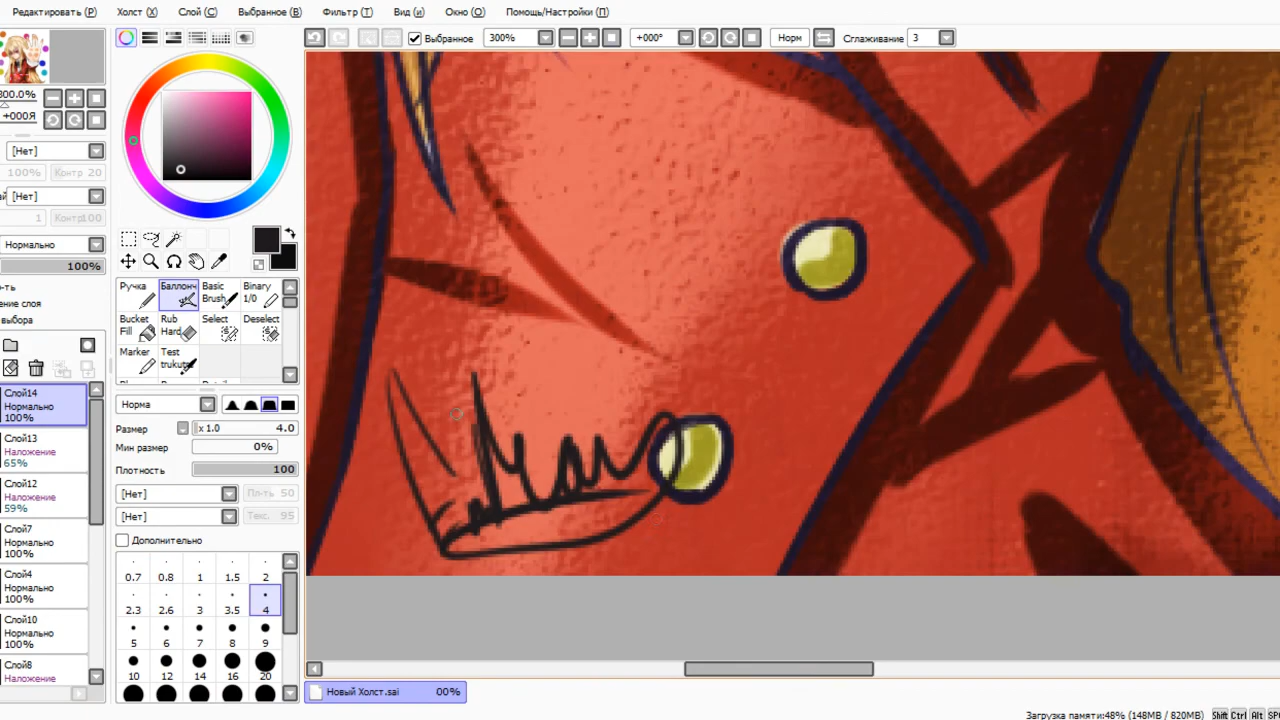 Редактировать (P) Холст (X) Слой (C) Выбранное (B) Фильтр (T) Вид (и) Окно (O) Помощь/Настройки (П)
Выбранное 300% +000° Норм Сглаживание 3
300.0%
+000Я
[Нет]
100% Контр 20
[Нет]
1 Контр100
Нормально
100%
ение слоя
выбора
Слой14
Нормально
100%
Слой13
Наложение
65%
Слой12
Наложение
59%
Слой7
Нормально
100%
Слой4
Нормально
100%
Слой10
Нормально
100%
Слой8
Наложение
Ручка Баллонч Basic Brush Binary 1/0
Bucket Fill Rub Hard Select Deselect
Marker Test trukut
Норма
Размер x 1.0 4.0
Мин размер 0%
Плотность 100
[Нет] Пл-ть 50
[Нет] Текс. 95
Дополнительно
0.7 0.8 1 1.5 2
2.3 2.6 3 3.5 4
5 6 7 8 9
10 12 14 16 20
Новый Холст.sai 00%
Загрузка памяти:48% (148MB / 820MB) Shift Ctrl Alt